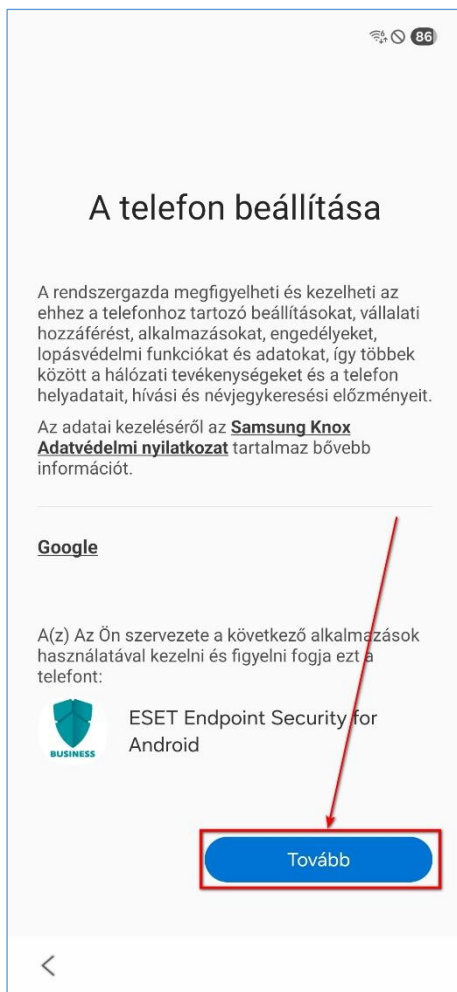 86
A telefon beállítása
A rendszergazda megfigyelheti és kezelheti az
ehhez a telefonhoz tartozó beállításokat, vállalati
hozzáférést, alkalmazásokat, engedélyeket,
lopásvédelmi funkciókat és adatokat, így többek
között a hálózati tevékenységeket és a telefon
helyadatait, hívási és névjegykeresési előzményeit.
Az adatai kezeléséről az Samsung Knox
Adatvédelmi nyilatkozat tartalmaz bővebb
információt.
Google
A(z) Az Ön szervezete a következő alkalmazások
használatával kezelni és figyelni fogja ezt a
telefont:
BUSINESS
ESET Endpoint Security for
Android
Tovább